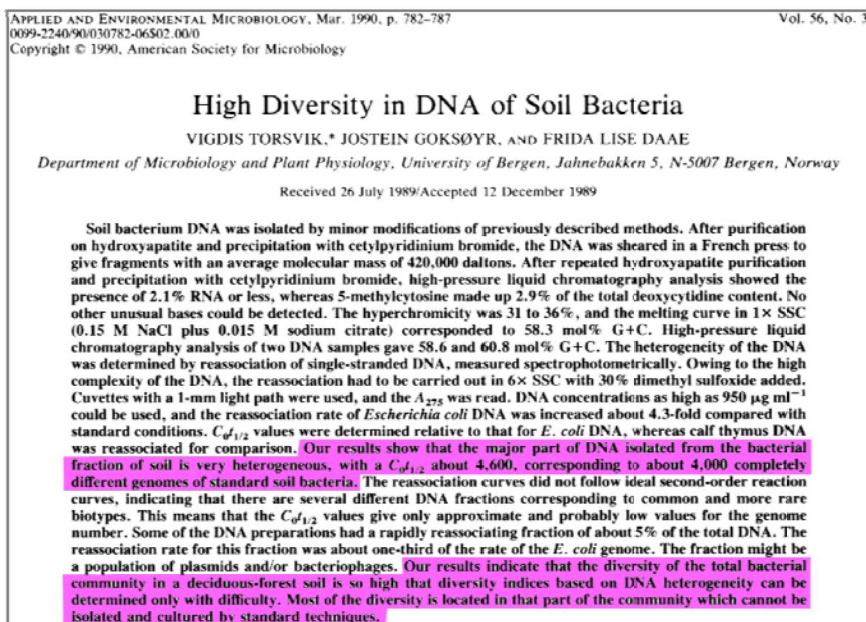 APPLIED AND ENVIRONMENTAL MICROBIOLOGY, Mar. 1990, p. 782–787 Vol. 56, No. 3
0099-2240/90/030782-06$02.00/0
Copyright © 1990, American Society for Microbiology
High Diversity in DNA of Soil Bacteria
VIGDIS TORSVIK,* JOSTEIN GOKSØYR, AND FRIDA LISE DAAE
Department of Microbiology and Plant Physiology, University of Bergen, Jahnebakken 5, N-5007 Bergen, Norway
Received 26 July 1989/Accepted 12 December 1989
Soil bacterium DNA was isolated by minor modifications of previously described methods. After purification
on hydroxyapatite and precipitation with cetylpyridinium bromide, the DNA was sheared in a French press to
give fragments with an average molecular mass of 420,000 daltons. After repeated hydroxyapatite purification
and precipitation with cetylpyridinium bromide, high-pressure liquid chromatography analysis showed the
presence of 2.1% RNA or less, whereas 5-methylcytosine made up 2.9% of the total deoxycytidine content. No
other unusual bases could be detected. The hyperchromicity was 31 to 36%, and the melting curve in 1× SSC
(0.15 M NaCl plus 0.015 M sodium citrate) corresponded to 58.3 mol% G+C. High-pressure liquid
chromatography analysis of two DNA samples gave 58.6 and 60.8 mol% G+C. The heterogeneity of the DNA
was determined by reassociation of single-stranded DNA, measured spectrophotometrically. Owing to the
high complexity of the DNA, the reassociation had to be carried out in 6× SSC with 30% dimethyl sulfoxide added.
Cuvettes with a 1-mm light path were used, and the A₂₇₅ was read. DNA concentrations as high as 950 μg ml⁻¹
could be used, and the reassociation rate of Escherichia coli DNA was increased about 4.3-fold compared with
standard conditions. C₀t₁/₂ values were determined relative to that for E. coli DNA, whereas calf thymus DNA
was reassociated for comparison. Our results show that the major part of DNA isolated from the bacterial
fraction of soil is very heterogeneous, with a C₀t₁/₂ about 4,600, corresponding to about 4,000 completely
different genomes of standard soil bacteria. The reassociation curves did not follow ideal second-order reaction
curves, indicating that there are several different DNA fractions corresponding to common and more rare
biotypes. This means that the C₀t₁/₂ values give only approximate and probably low values for the genome
number. Some of the DNA preparations had a rapidly reassociating fraction of about 5% of the total DNA. The
reassociation rate for this fraction was about one-third of the rate of the E. coli genome. The fraction might be
a population of plasmids and/or bacteriophages. Our results indicate that the diversity of the total bacterial
community in a deciduous-forest soil is so high that diversity indices based on DNA heterogeneity can be
determined only with difficulty. Most of the diversity is located in that part of the community which cannot be
isolated and cultured by standard techniques.